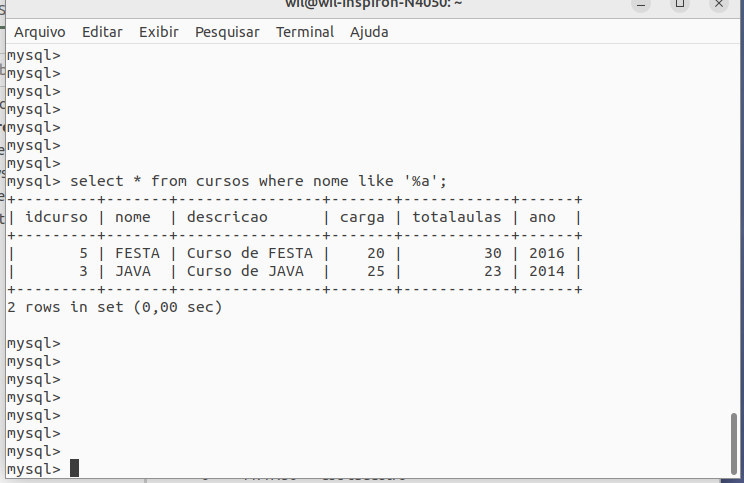 wil@wil-Inspiron-N4050: ~
Arquivo Editar Exibir Pesquisar Terminal Ajuda
mysql>
mysql>
mysql>
mysql>
mysql>
mysql>
mysql>
mysql> select * from cursos where nome like '%a';
+---------+-------+----------------+-------+------------+------+
| idcurso | nome  | descricao      | carga | totalaulas | ano  |
+---------+-------+----------------+-------+------------+------+
|       5 | FESTA | Curso de FESTA |    20 |         30 | 2016 |
|       3 | JAVA  | Curso de JAVA  |    25 |         23 | 2014 |
+---------+-------+----------------+-------+------------+------+
2 rows in set (0,00 sec)
mysql>
mysql>
mysql>
mysql>
mysql>
mysql>
mysql>
mysql>